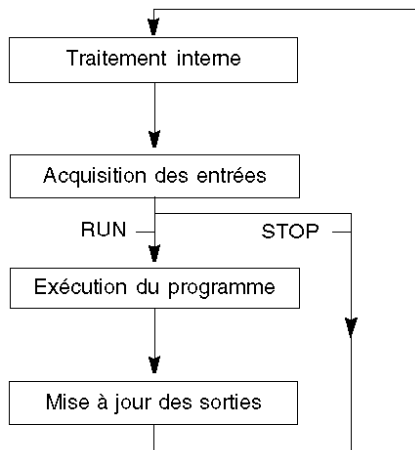 Traitement interne
Acquisition des entrées
RUN
STOP
Exécution du programme
Mise à jour des sorties